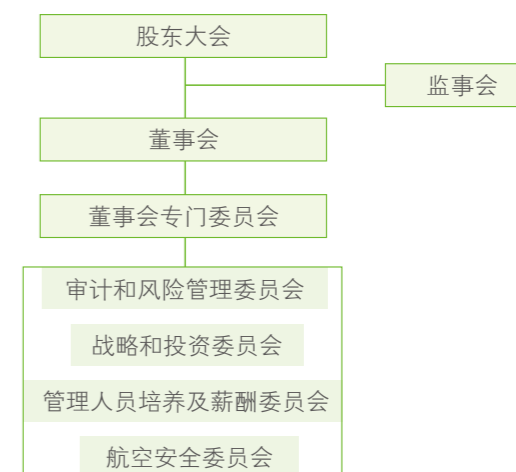 股东大会
监事会
董事会
董事会专门委员会
审计和风险管理委员会
战略和投资委员会
管理人员培养及薪酬委员会
航空安全委员会